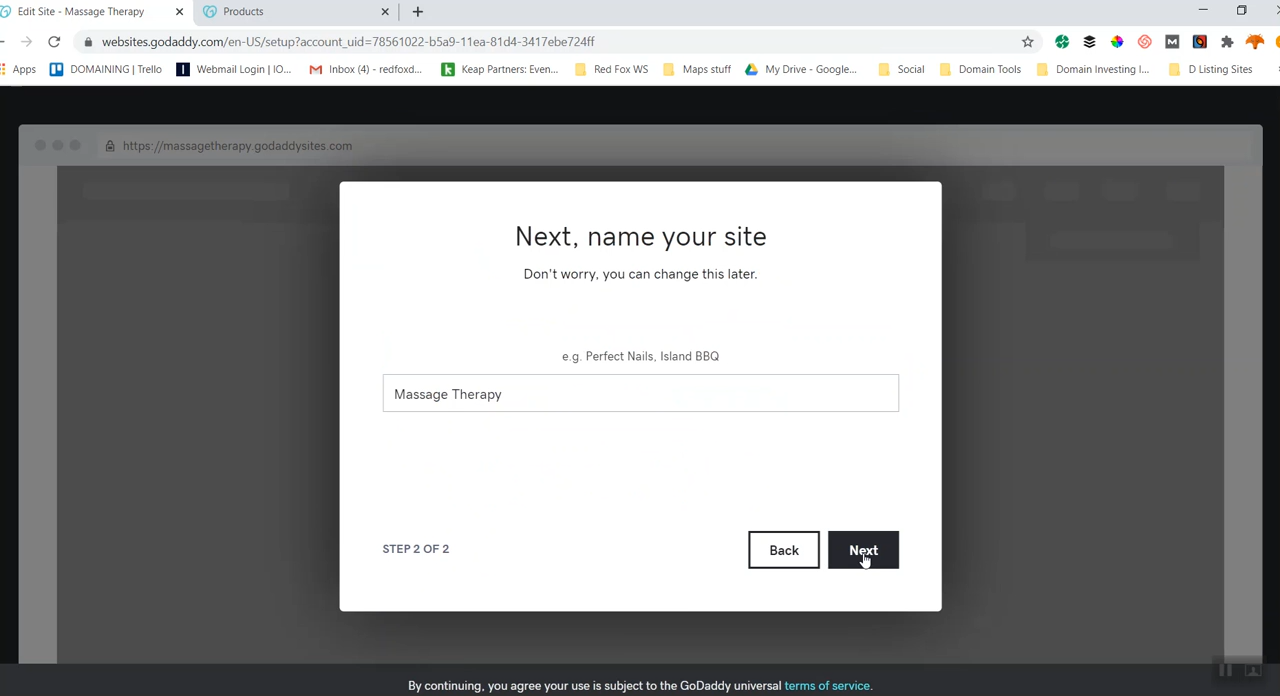 Edit Site - Massage Therapy
Products
websites.godaddy.com/en-US/setup?account_uid=78561022-b5a9-11ea-81d4-3417ebe724ff
Apps DOMAINING | Trello Webmail Login | IO... Inbox (4) - redfoxd... Keap Partners: Even... Red Fox WS Maps stuff My Drive - Google... Social Domain Tools Domain Investing I... D Listing Sites
https://massagetherapy.godaddysites.com
Next, name your site
Don't worry, you can change this later.
e.g. Perfect Nails, Island BBQ
Massage Therapy
STEP 2 OF 2
Back
Next
By continuing, you agree your use is subject to the GoDaddy universal terms of service.